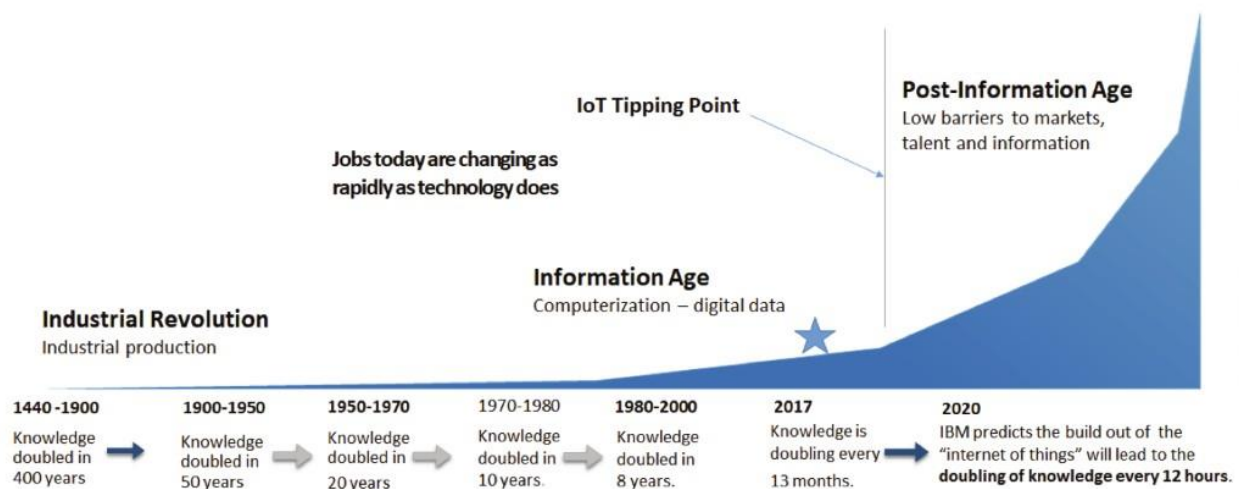 Post-Information Age
Low barriers to markets,
talent and information
IoT Tipping Point
Jobs today are changing as
rapidly as technology does
Information Age
Computerization – digital data
Industrial Revolution
Industrial production
1440 -1900
Knowledge
doubled in
400 years
1900-1950
Knowledge
doubled in
50 years
1950-1970
Knowledge
doubled in
20 years
1970-1980
Knowledge
doubled in
10 years.
1980-2000
Knowledge
doubled in
8 years.
2017
Knowledge is
doubling every
13 months.
2020
IBM predicts the build out of the
“internet of things” will lead to the
doubling of knowledge every 12 hours.